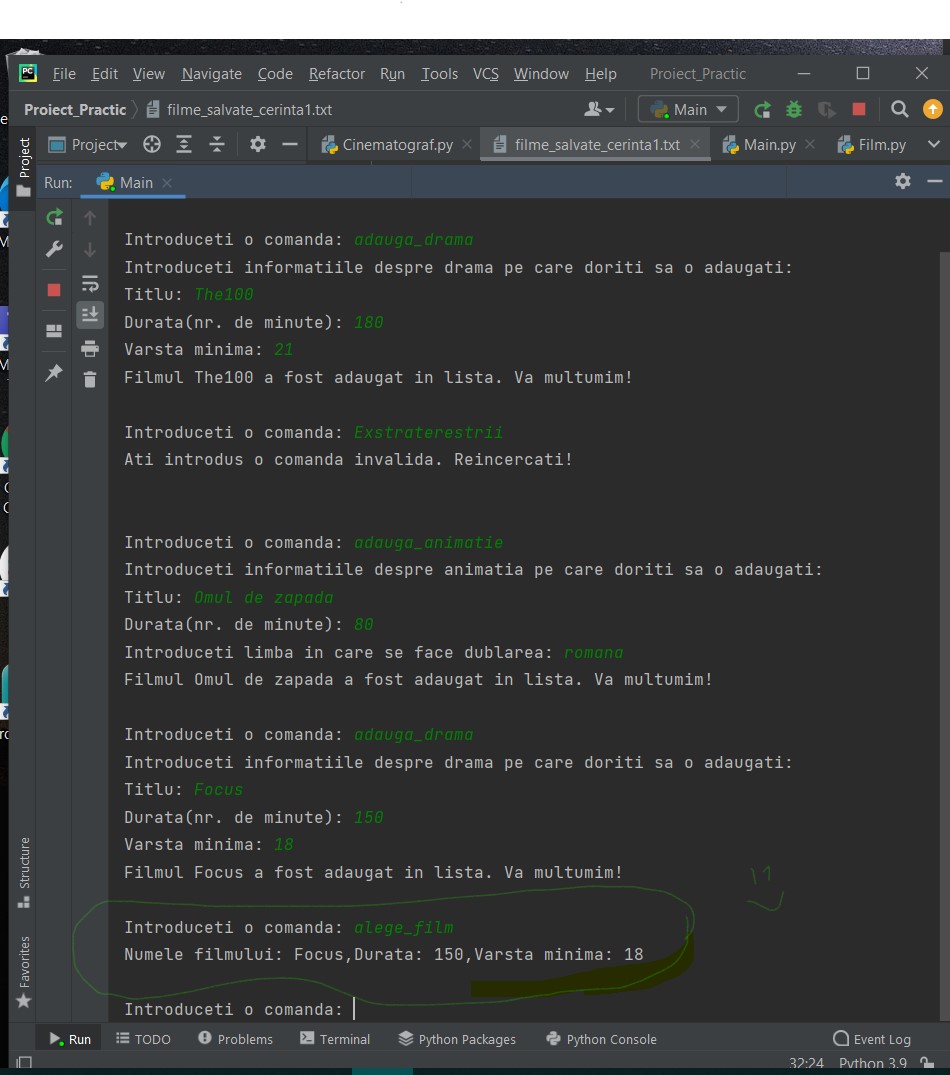 File Edit View Navigate Code Refactor Run Tools VCS Window Help Proiect_Practic
Proiect_Practic filme_salvate_cerinta1.txt Main
Project Cinematograf.py filme_salvate_cerinta1.txt Main.py Film.py
Project
Run: Main
Introduceti o comanda: adauga_drama
Introduceti informatiile despre drama pe care doriti sa o adaugati:
Titlu: The100
Durata(nr. de minute): 180
Varsta minima: 21
Filmul The100 a fost adaugat in lista. Va multumim!
Introduceti o comanda: Exstraterestrii
Ati introdus o comanda invalida. Reincercati!
Introduceti o comanda: adauga_animatie
Introduceti informatiile despre animatia pe care doriti sa o adaugati:
Titlu: Omul de zapada
Durata(nr. de minute): 80
Introduceti limba in care se face dublarea: romana
Filmul Omul de zapada a fost adaugat in lista. Va multumim!
Introduceti o comanda: adauga_drama
Introduceti informatiile despre drama pe care doriti sa o adaugati:
Titlu: Focus
Durata(nr. de minute): 150
Varsta minima: 18
Filmul Focus a fost adaugat in lista. Va multumim!
Introduceti o comanda: alege_film
Numele filmului: Focus,Durata: 150,Varsta minima: 18
Introduceti o comanda:
Structure
Favorites
Run TODO Problems Terminal Python Packages Python Console Event Log
32:24 Python 3.9